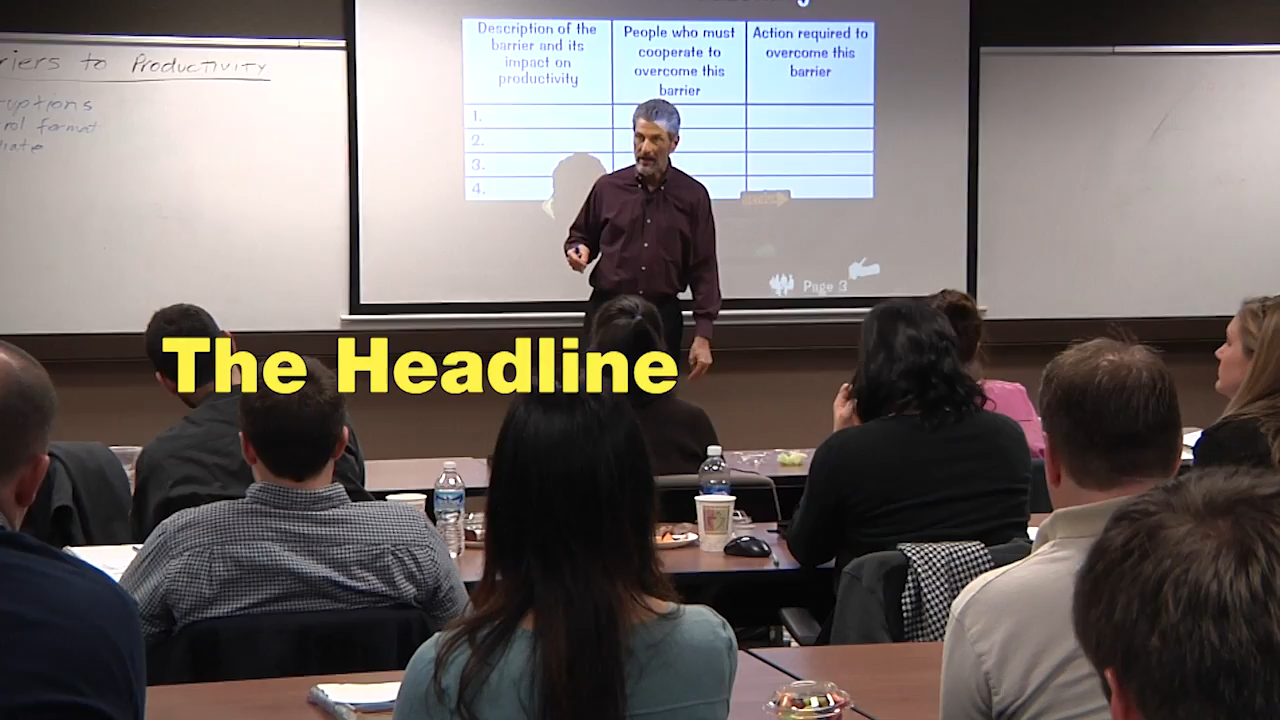 riers to Productivity
ruptions
rol format
Description of the
barrier and its
impact on
productivity
People who must
cooperate to
overcome this
barrier
Action required to
overcome this
barrier
1.
2.
3.
4.
Page 3
The Headline